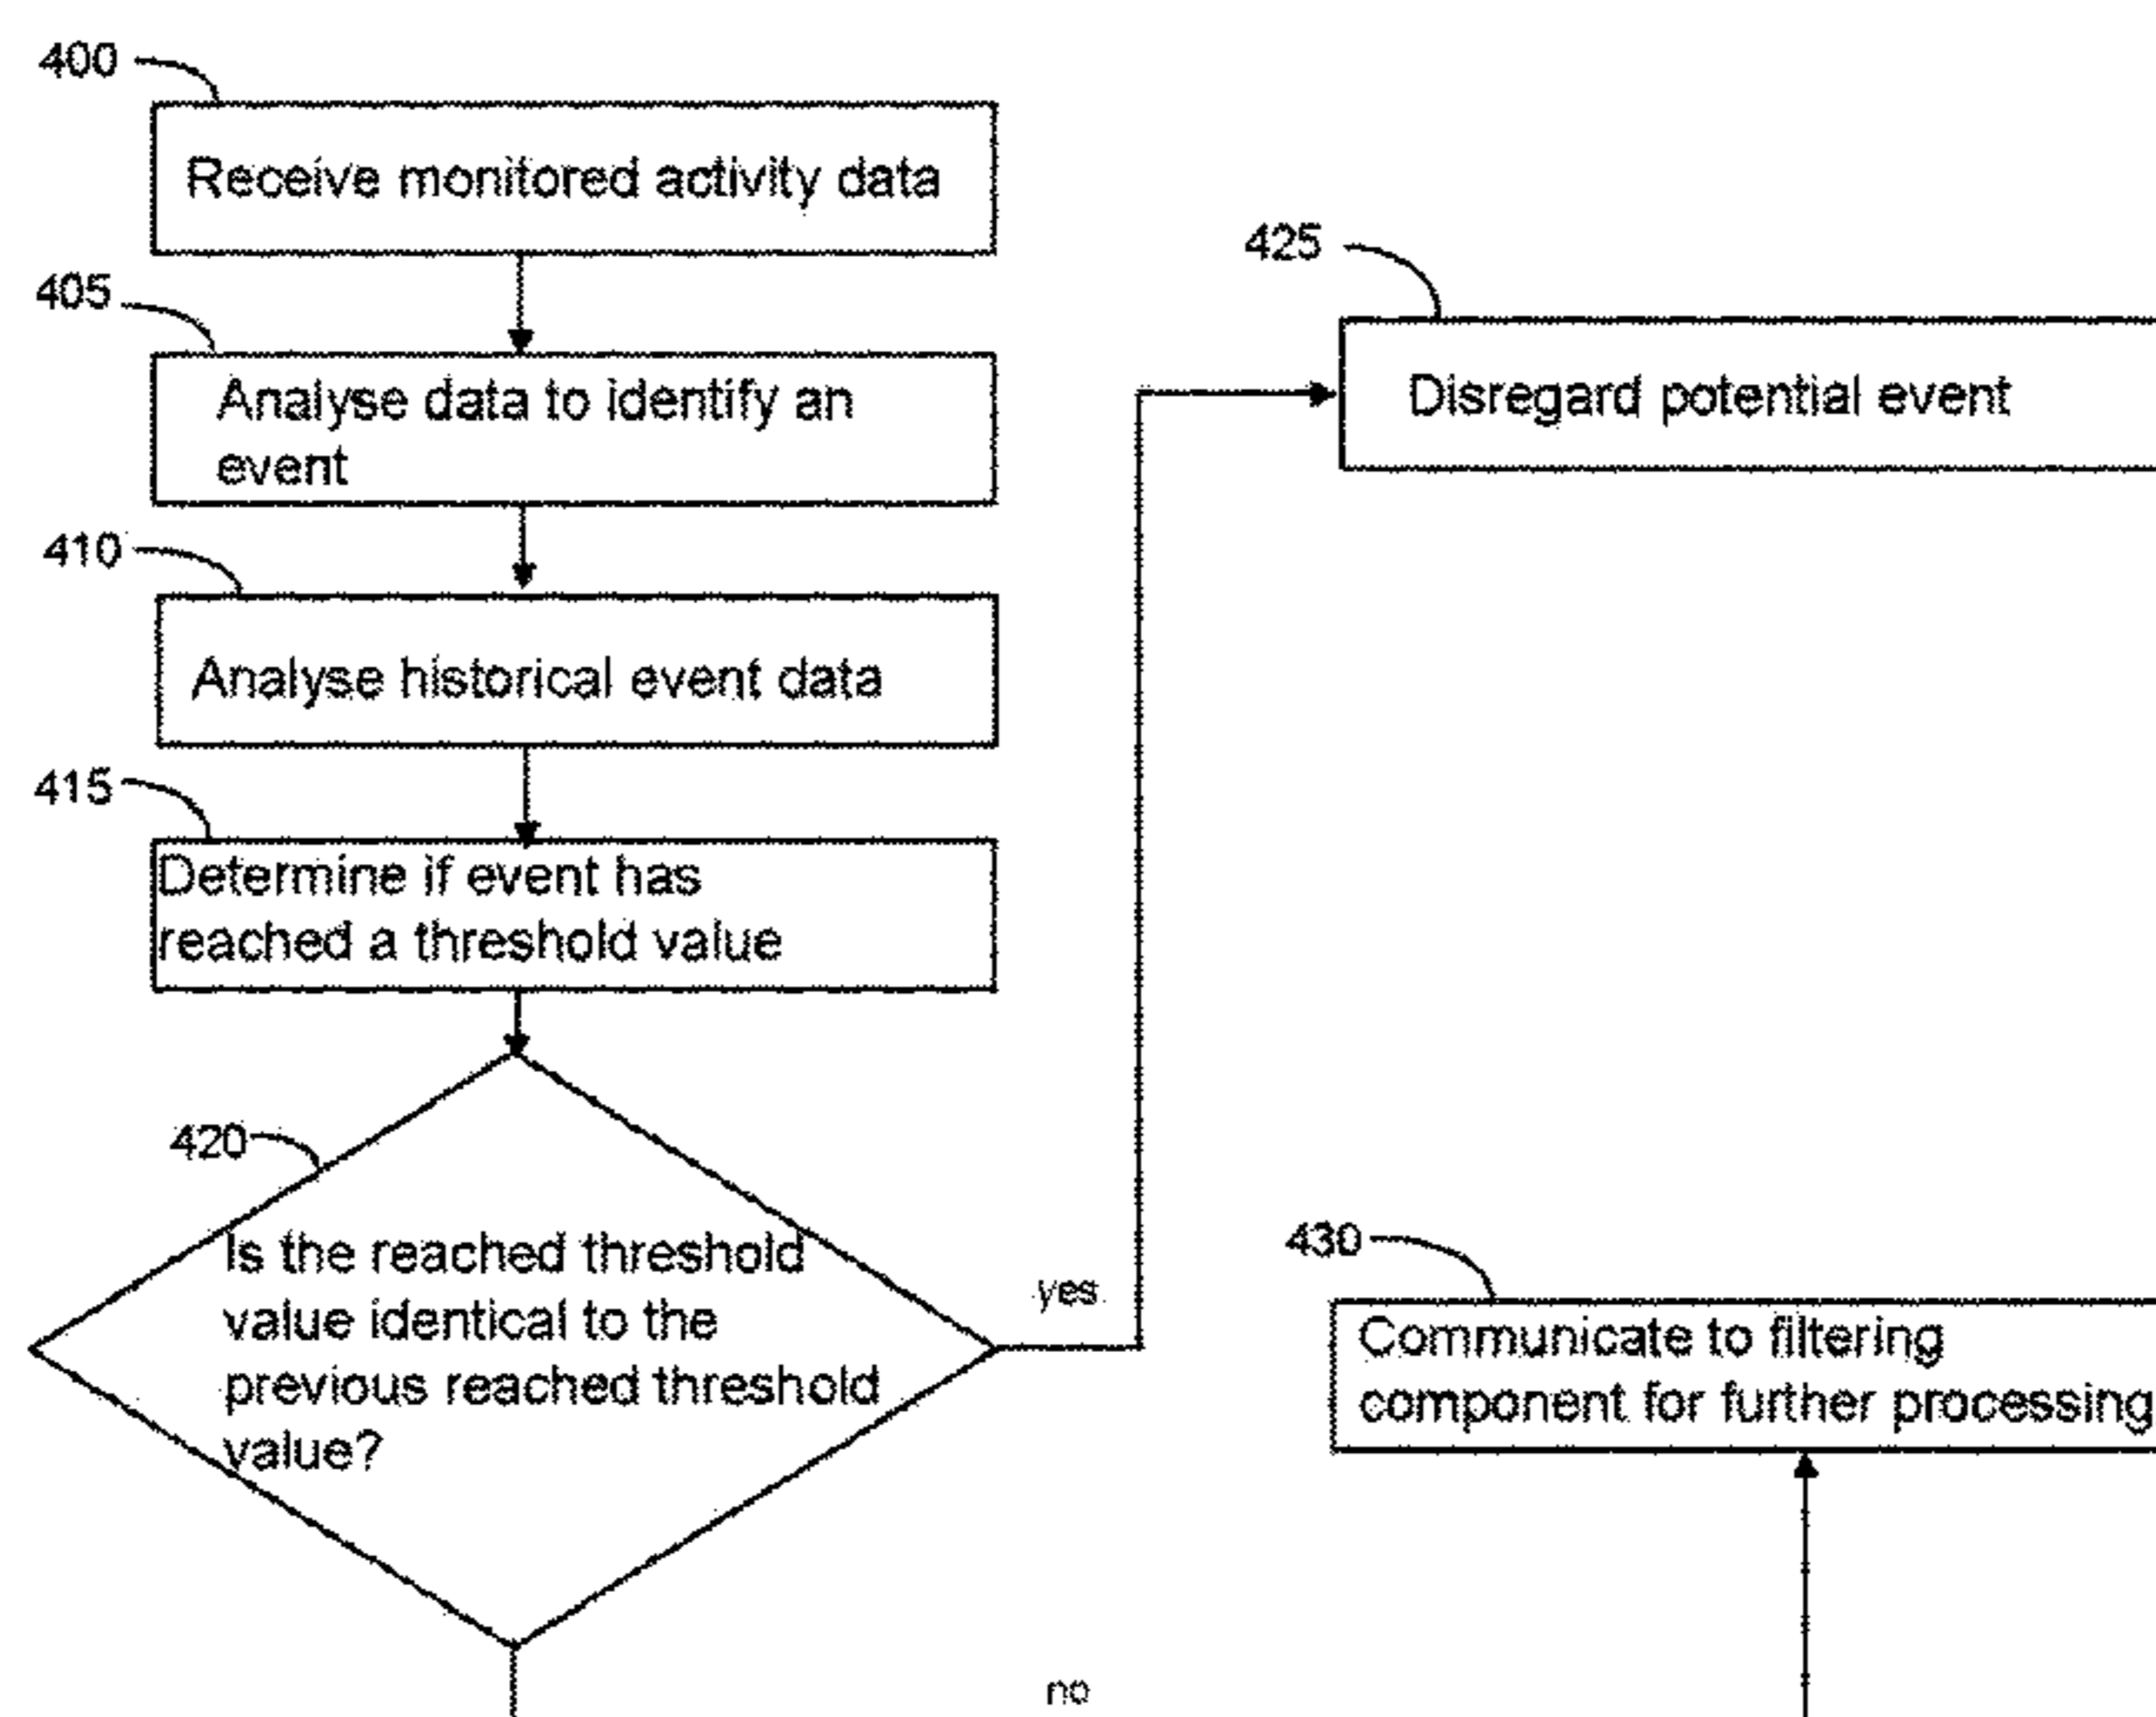 400
Receive monitored activity data
405
Analyse data to identify an
event
410
Analyse historical event data
415
Determine if event has
reached a threshold value
420
Is the reached threshold
value identical to the
previous reached threshold
value?
yes
no
425
Disregard potential event
430
Communicate to filtering
component for further processing